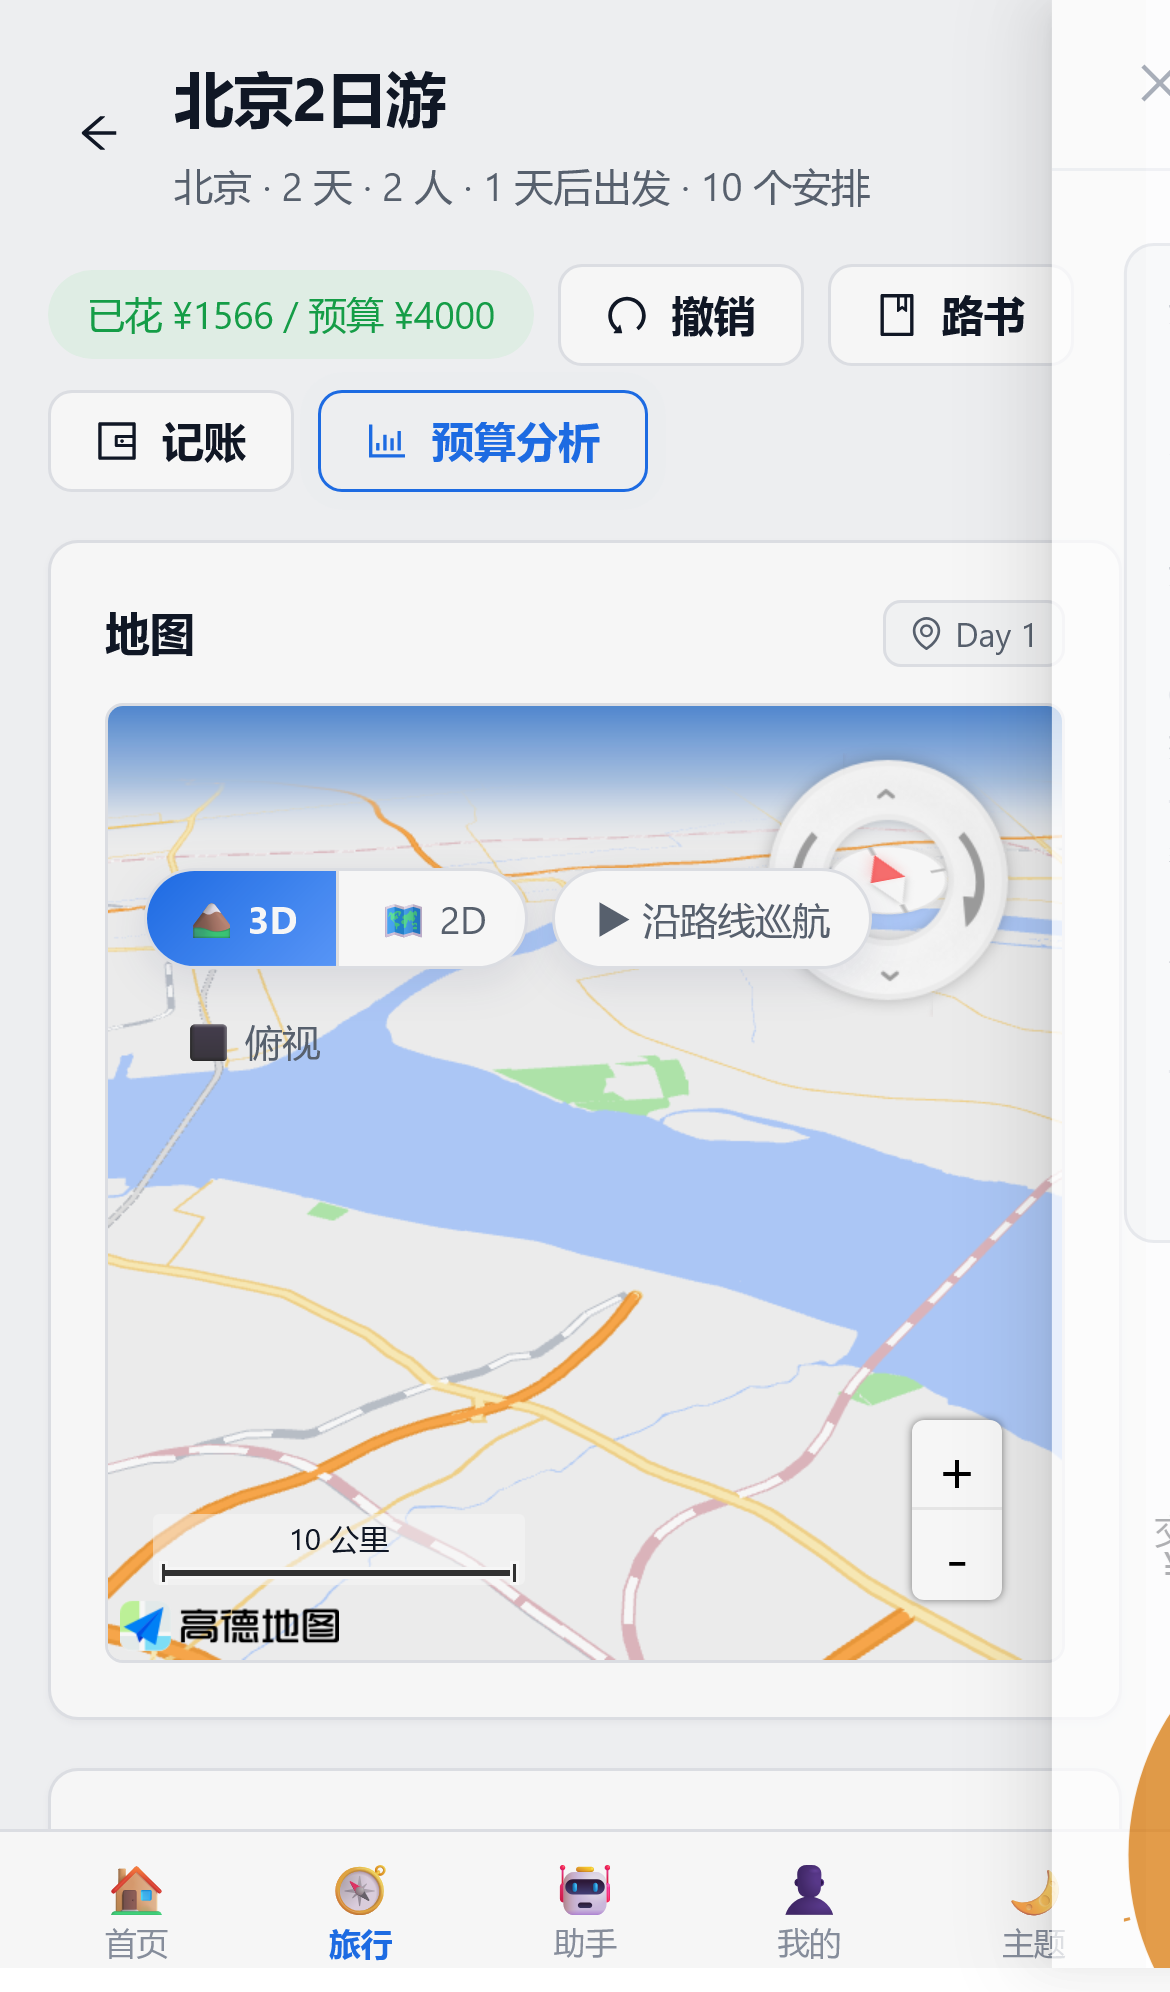 北京2日游
北京 · 2 天 · 2 人 · 1 天后出发 · 10 个安排
已花 ¥1566 / 预算 ¥4000
撤销
路书
记账
预算分析
地图
Day 1
3D
2D
沿路线巡航
俯视
+
-
10 公里
高德地图
首页
旅行
助手
我的
主题